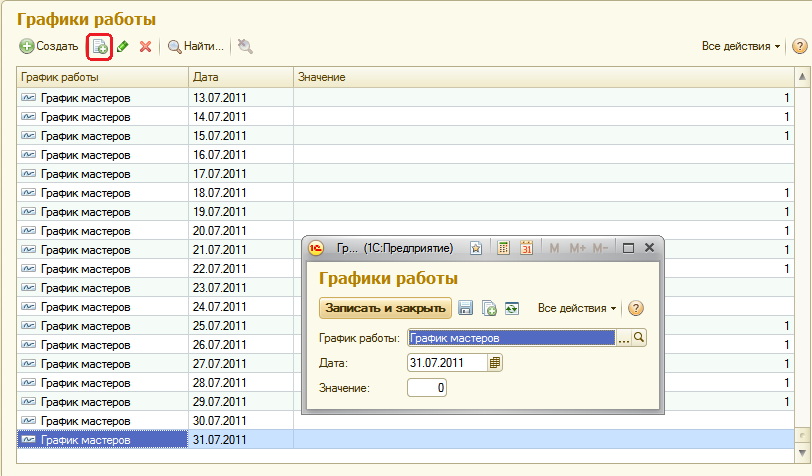 Графики работы
Создать Найти... Все действия ?
График работы Дата Значение
График мастеров 13.07.2011 1
График мастеров 14.07.2011 1
График мастеров 15.07.2011 1
График мастеров 16.07.2011
График мастеров 17.07.2011
График мастеров 18.07.2011 1
График мастеров 19.07.2011 1
График мастеров 20.07.2011 1
График мастеров 21.07.2011 1
График мастеров 22.07.2011 1
График мастеров 23.07.2011
График мастеров 24.07.2011
График мастеров 25.07.2011 1
График мастеров 26.07.2011 1
График мастеров 27.07.2011 1
График мастеров 28.07.2011 1
График мастеров 29.07.2011 1
График мастеров 30.07.2011
График мастеров 31.07.2011
1С Гр... (1С:Предприятие) 31 M M+ M-
Графики работы
Записать и закрыть Все действия ?
График работы: График мастеров ...
Дата: 31.07.2011
Значение: 0